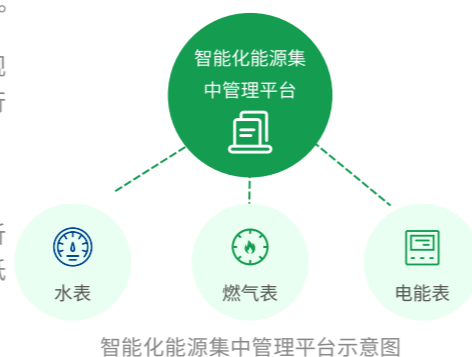 。
智能化能源集
中管理平台
水表
燃气表
电能表
智能化能源集中管理平台示意图